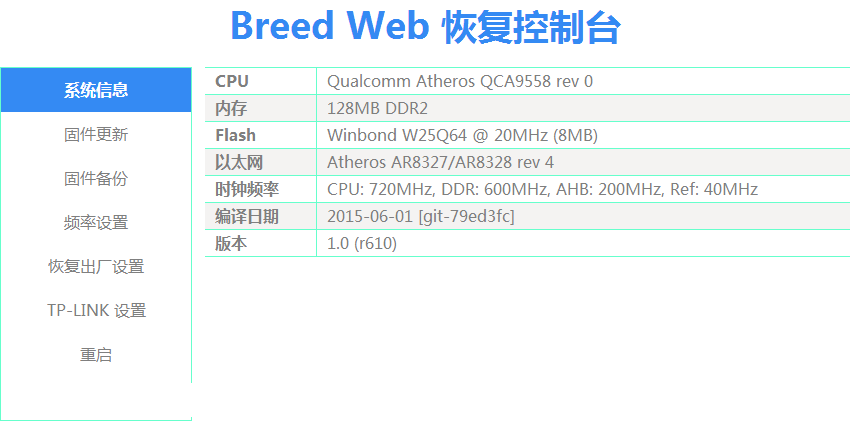 Breed Web 恢复控制台
系统信息
固件更新
固件备份
频率设置
恢复出厂设置
TP-LINK 设置
重启
CPU Qualcomm Atheros QCA9558 rev 0
内存 128MB DDR2
Flash Winbond W25Q64 @ 20MHz (8MB)
以太网 Atheros AR8327/AR8328 rev 4
时钟频率 CPU: 720MHz, DDR: 600MHz, AHB: 200MHz, Ref: 40MHz
编译日期 2015-06-01 [git-79ed3fc]
版本 1.0 (r610)